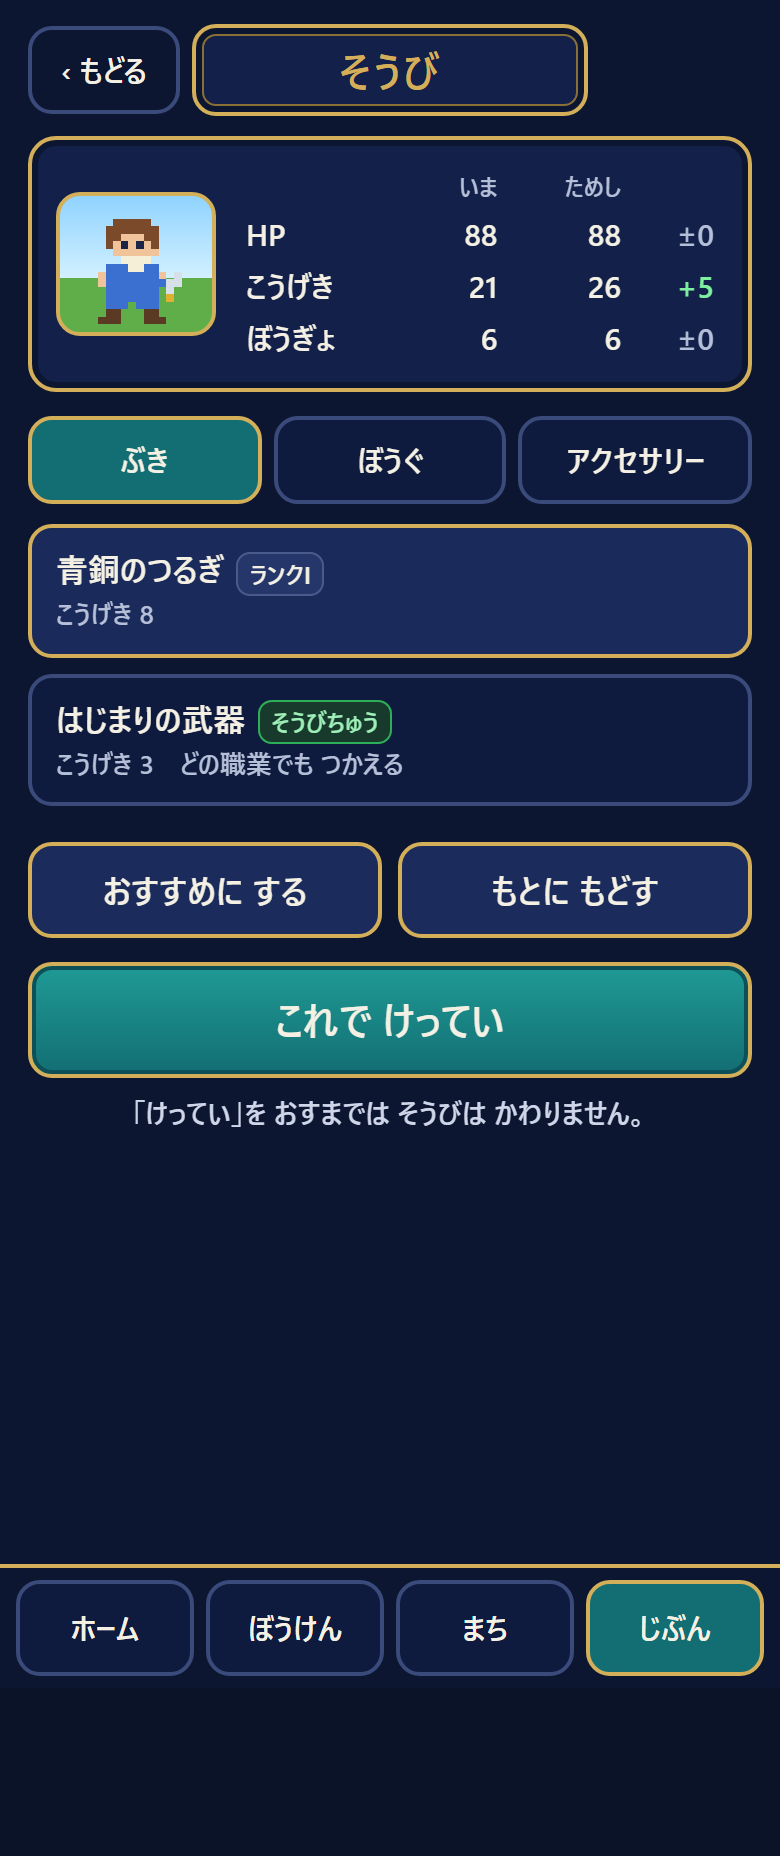 ‹ もどる
そうび
いま ためし
HP 88 88 ±0
こうげき 21 26 +5
ぼうぎょ 6 6 ±0
ぶき ぼうぐ アクセサリー
青銅のつるぎ ランクI
こうげき 8
はじまりの武器 そうびちゅう
こうげき 3 どの職業でも つかえる
おすすめに する もとに もどす
これで けってい
「けってい」を おすまでは そうびは かわりません。
ホーム ぼうけん まち じぶん